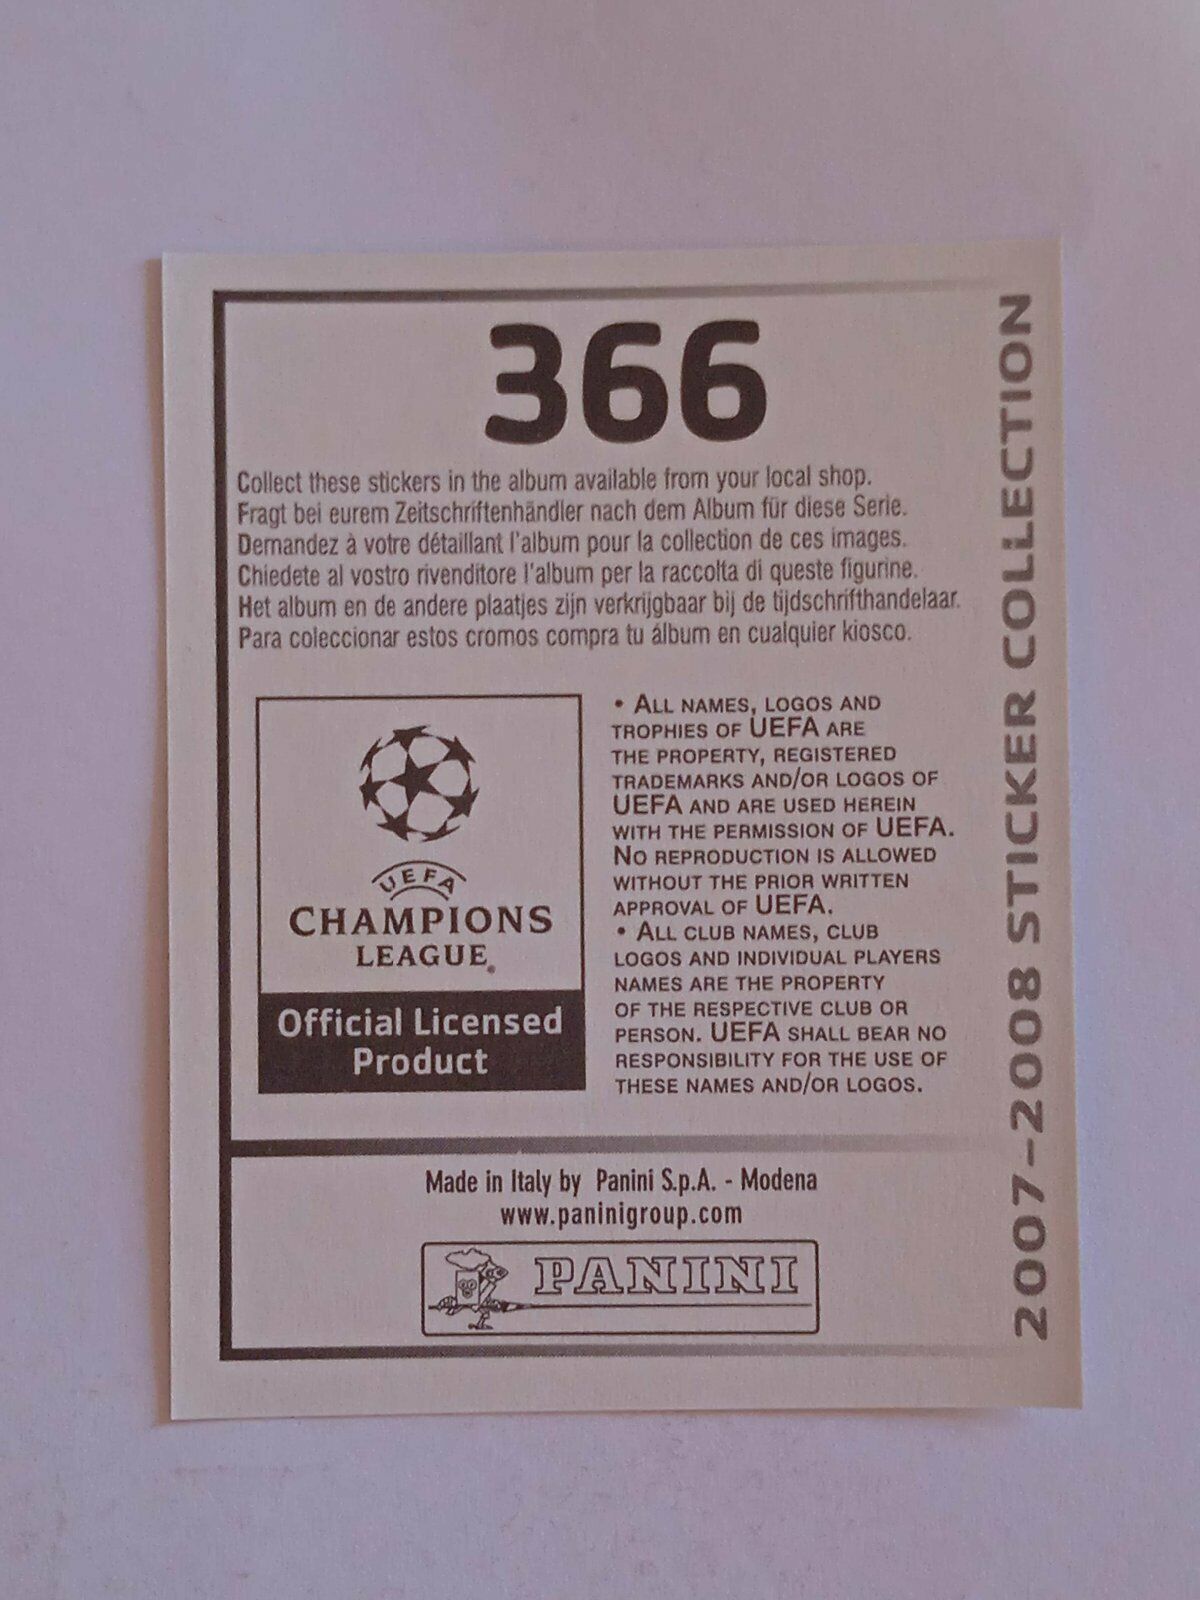 366
Collect these stickers in the album available from your local shop.
Fragt bei eurem Zeitschriftenhändler nach dem Album für diese Serie.
Demandez à votre détaillant l'album pour la collection de ces images.
Chiedete al vostro rivenditore l'album per la raccolta di queste figurine.
Het album en de andere plaatjes zijn verkrijgbaar bij de tijdschrifthandelaar.
Para coleccionar estos cromos compra tu álbum en cualquier kiosco.
UEFA
CHAMPIONS
LEAGUE®
Official Licensed
Product
• ALL NAMES, LOGOS AND
TROPHIES OF UEFA ARE
THE PROPERTY, REGISTERED
TRADEMARKS AND/OR LOGOS OF
UEFA AND ARE USED HEREIN
WITH THE PERMISSION OF UEFA.
NO REPRODUCTION IS ALLOWED
WITHOUT THE PRIOR WRITTEN
APPROVAL OF UEFA.
• ALL CLUB NAMES, CLUB
LOGOS AND INDIVIDUAL PLAYERS
NAMES ARE THE PROPERTY
OF THE RESPECTIVE CLUB OR
PERSON. UEFA SHALL BEAR NO
RESPONSIBILITY FOR THE USE OF
THESE NAMES AND/OR LOGOS.
Made in Italy by Panini S.p.A. - Modena
www.paninigroup.com
PANINI
2007-2008 STICKER COLLECTION